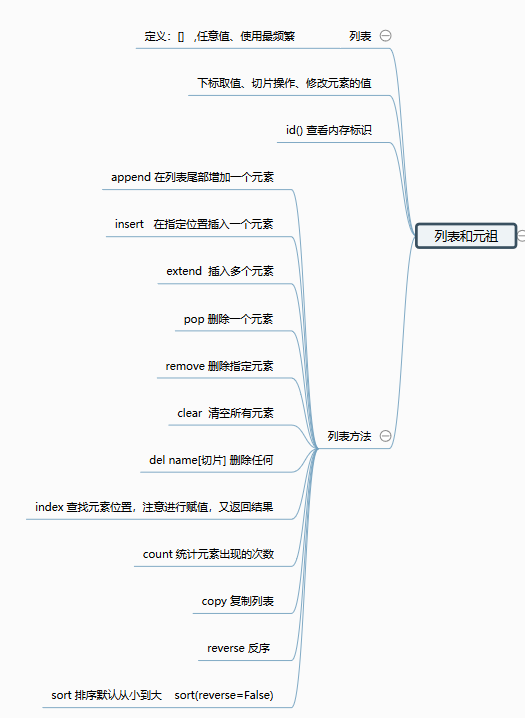 定义：[] ,任意值、使用最频繁 列表
下标取值、切片操作、修改元素的值
id() 查看内存标识
append 在列表尾部增加一个元素
insert 在指定位置插入一个元素
列表和元祖
extend 插入多个元素
pop 删除一个元素
remove 删除指定元素
clear 清空所有元素
列表方法
del name[切片] 删除任何
index 查找元素位置，注意进行赋值，又返回结果
count 统计元素出现的次数
copy 复制列表
reverse 反序
sort 排序默认从小到大 sort(reverse=False)